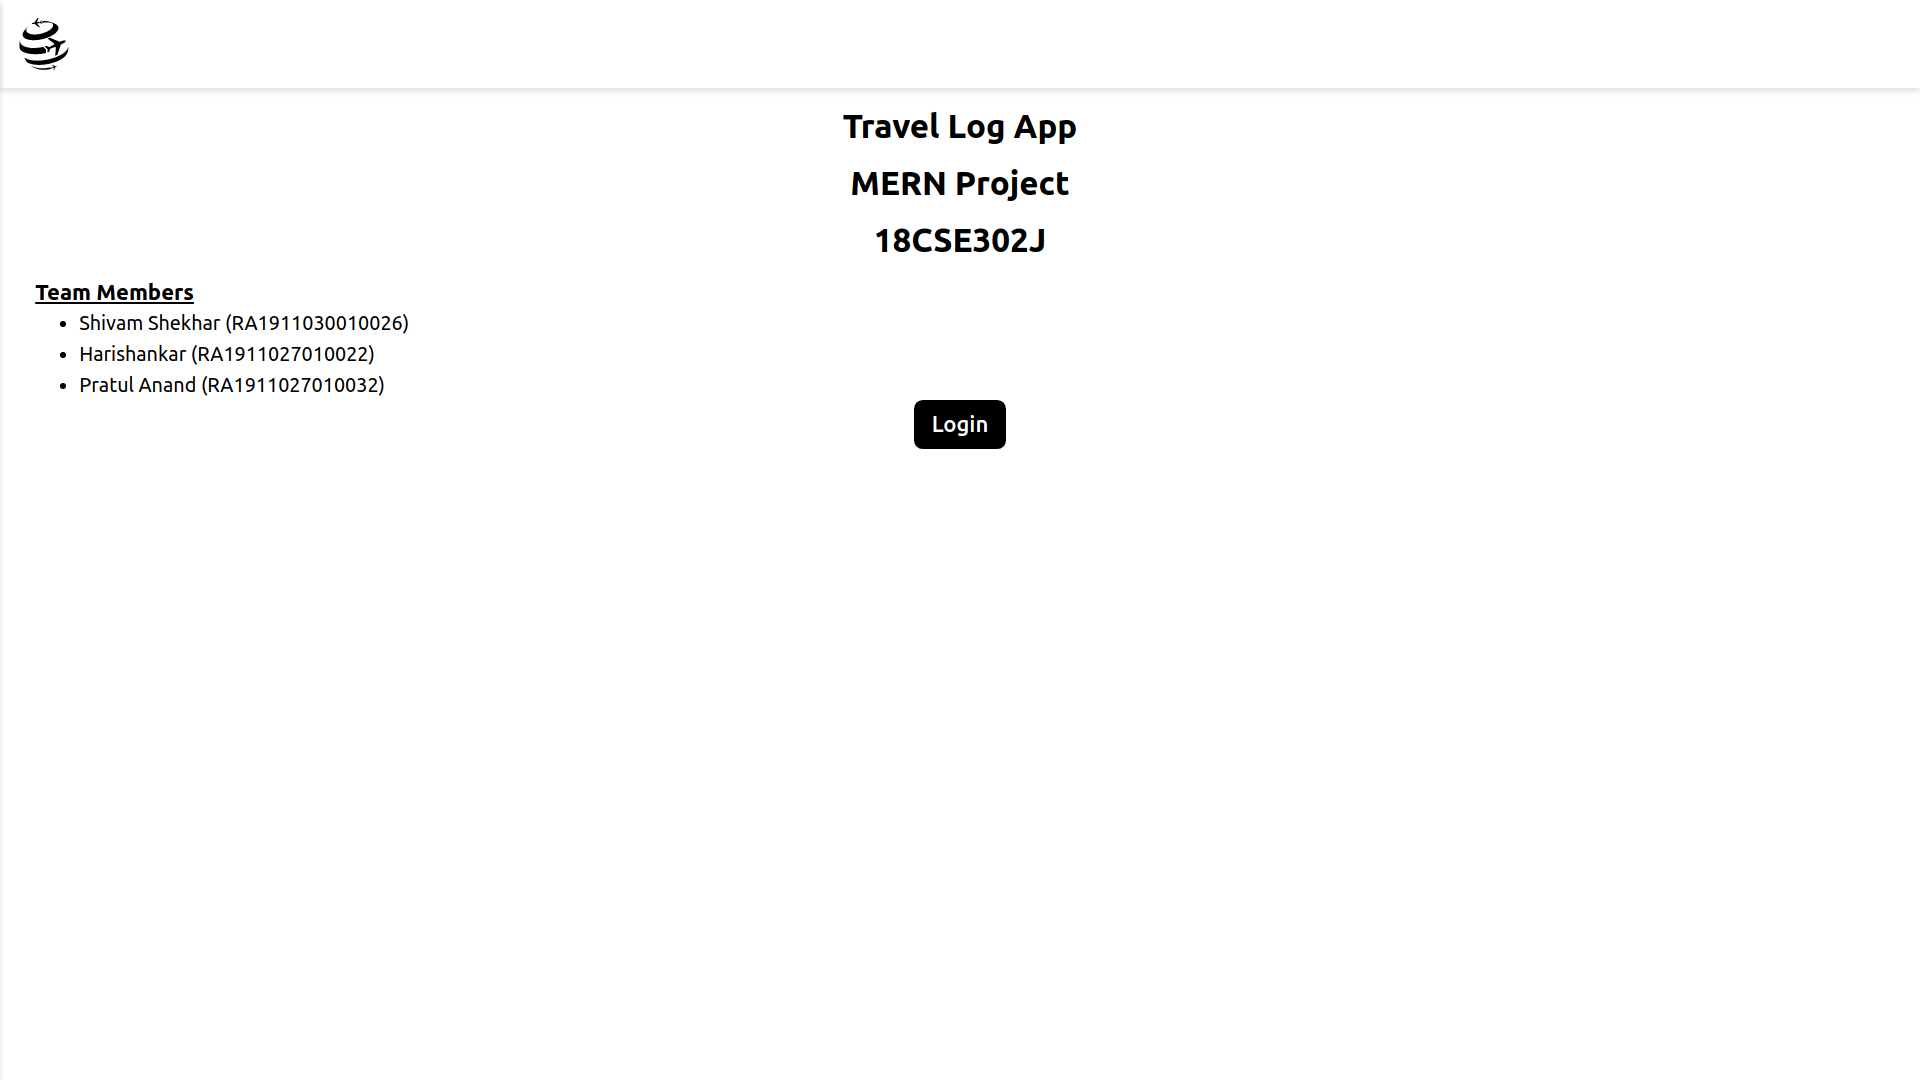 Travel Log App
MERN Project
18CSE302J
Team Members
Shivam Shekhar (RA1911030010026)
Harishankar (RA1911027010022)
Pratul Anand (RA1911027010032)
Login